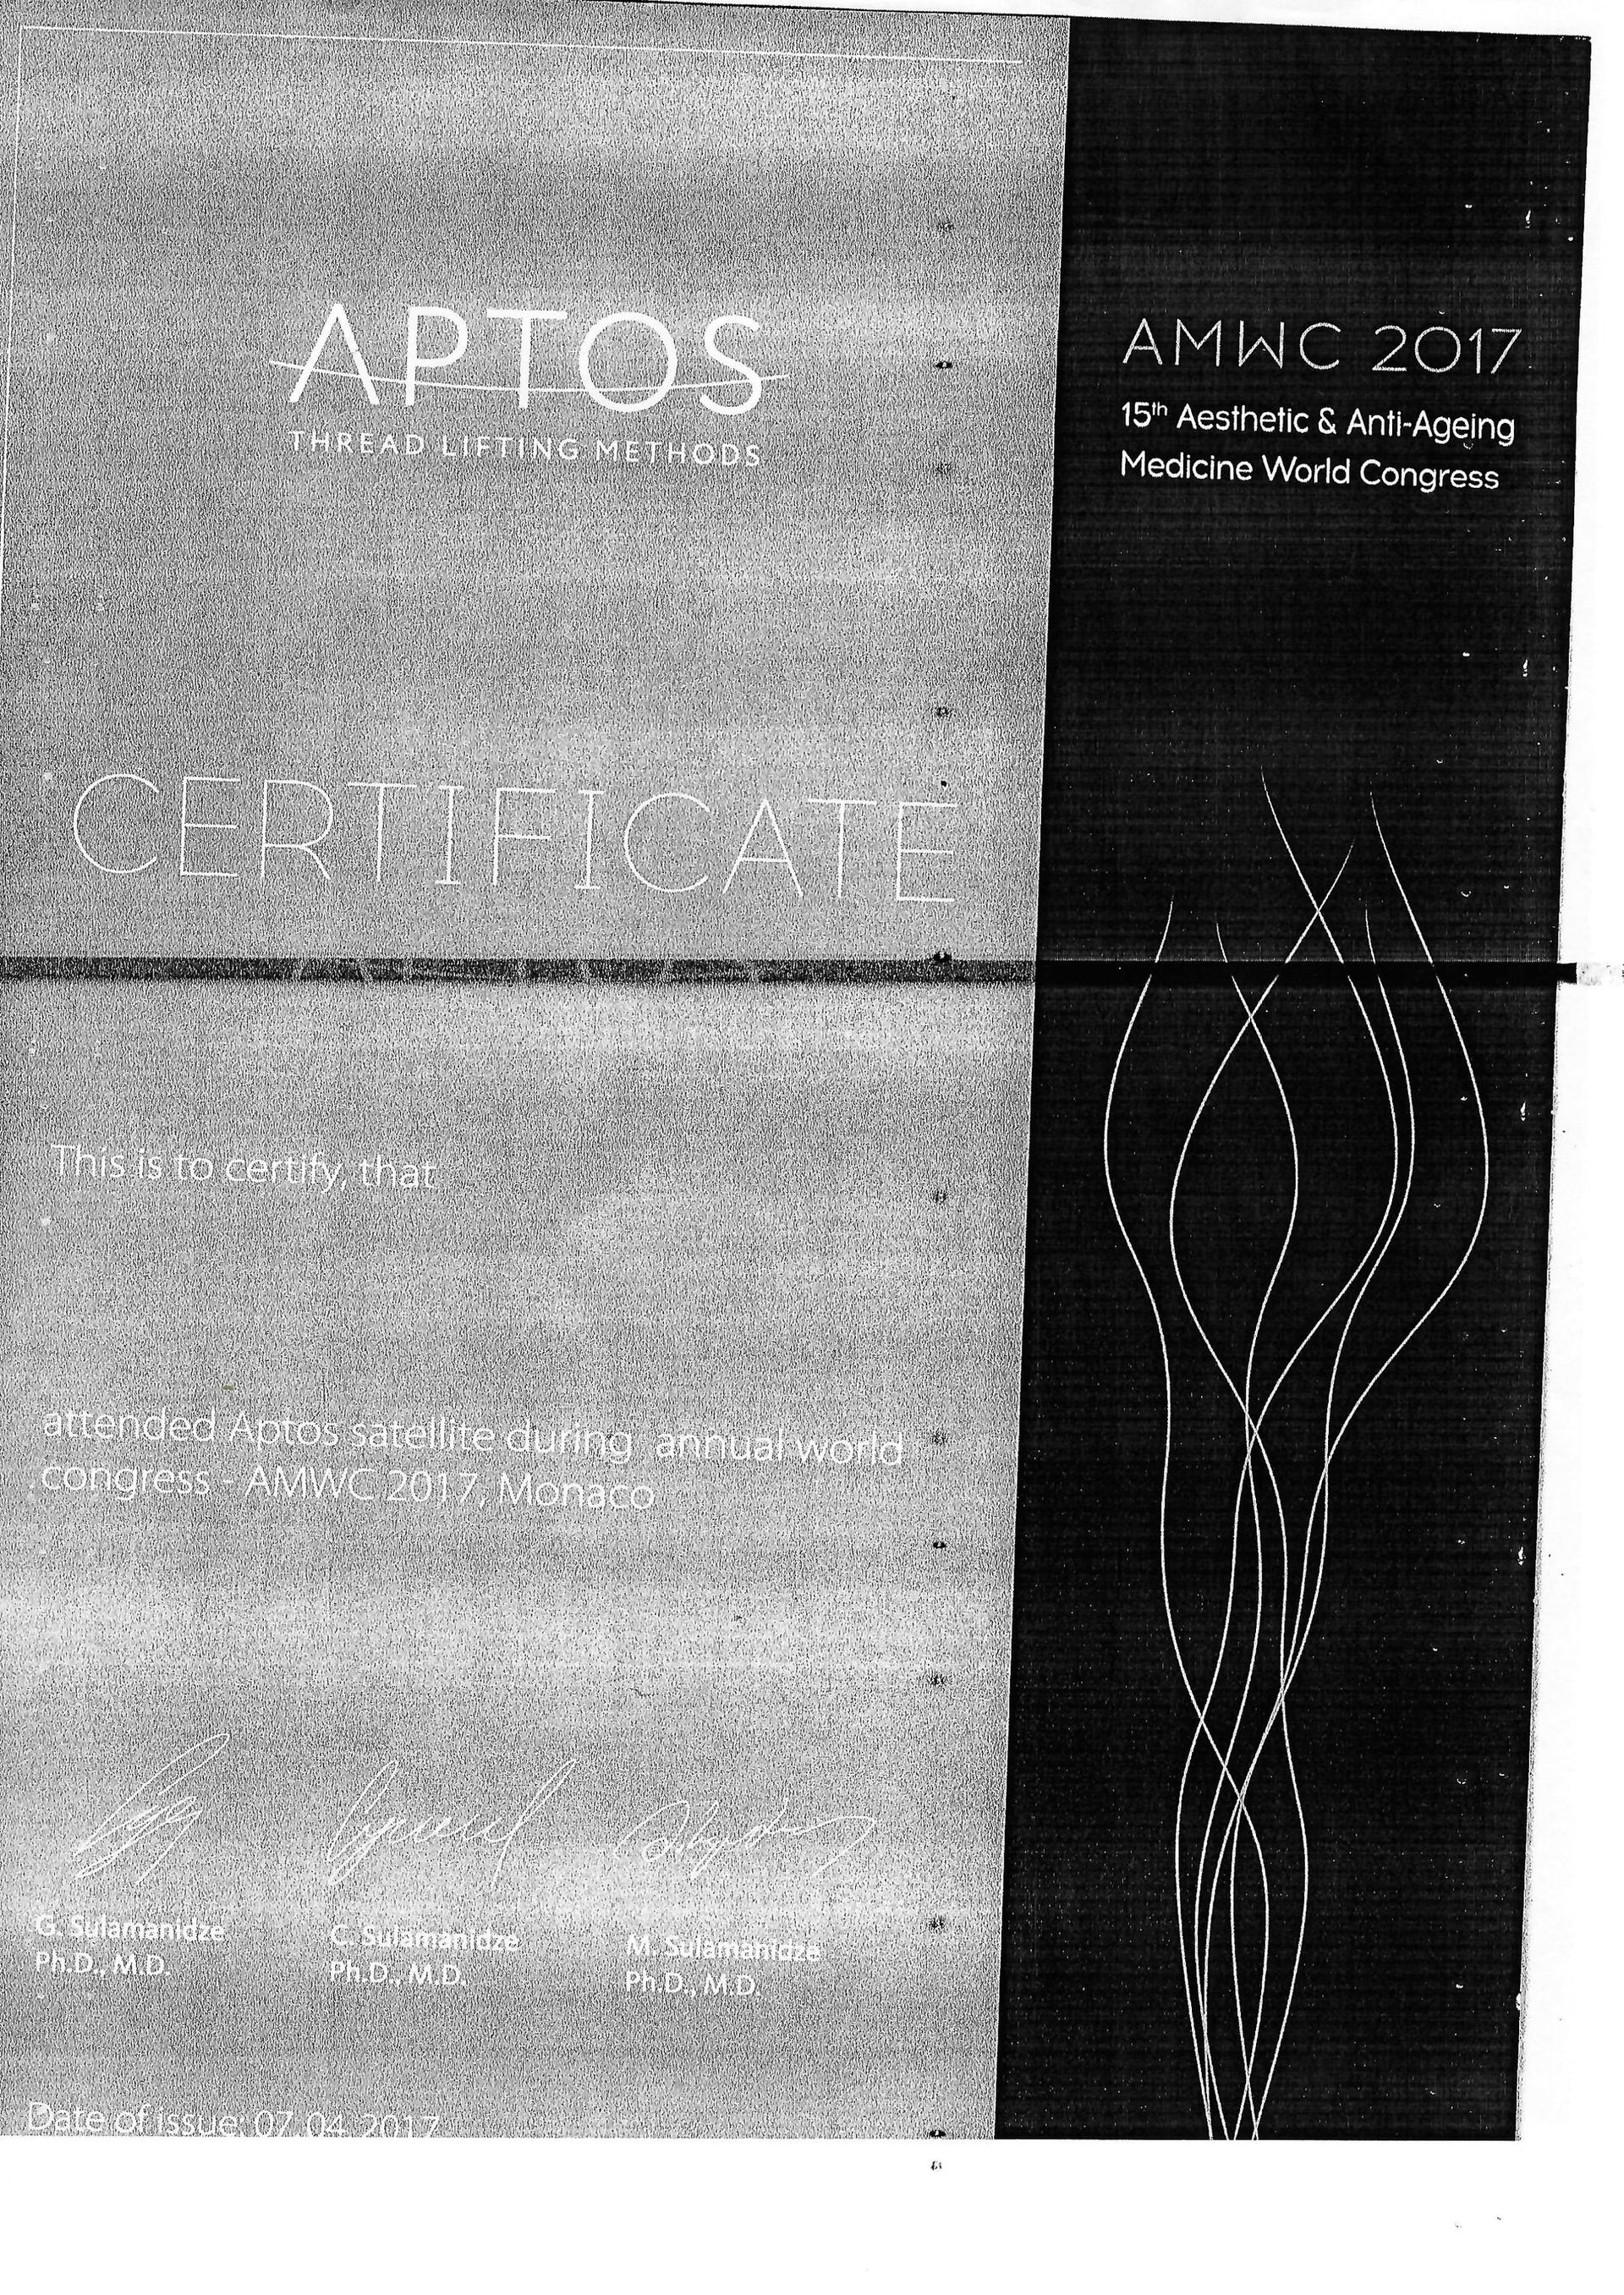 APTOS
THREAD LIFTING METHODS
AMWC 2017
15th Aesthetic & Anti-Ageing
Medicine World Congress
CERTIFICATE
This is to certify, that
attended Aptos satellite during annual world
congress - AMWC 2017, Monaco
G. Sulamanidze
Ph.D., M.D.
C. Sulamanidze
Ph.D., M.D.
M. Sulamanidze
Ph.D., M.D.
Date of issue: 07.04.2017